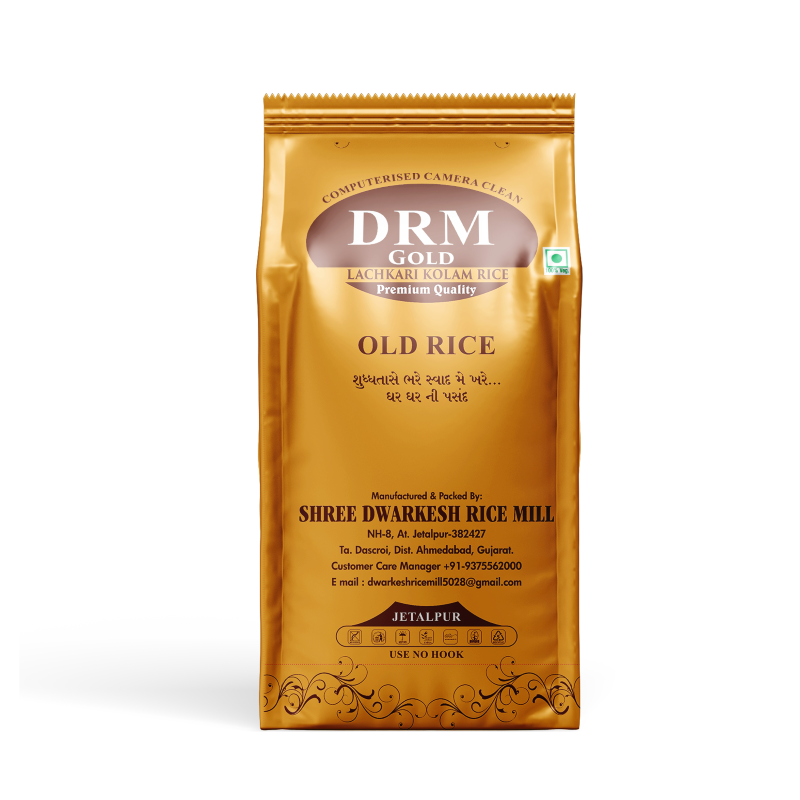 COMPUTERISED CAMERA CLEAN
DRM
GOLD
LACHKARI KOLAM RICE
Premium Quality
OLD RICE
શુધ્ધતાસે ભરે સ્વાદ મે ખરે...
ઘર ઘર ની પસંદ
Manufactured & Packed By:
SHREE DWARKESH RICE MILL
NH-8, At. Jetalpur-382427
Ta. Dascroi, Dist. Ahmedabad, Gujarat.
Customer Care Manager +91-9375562000
E mail : dwarkeshricemill5028@gmail.com
JETALPUR
USE NO HOOK